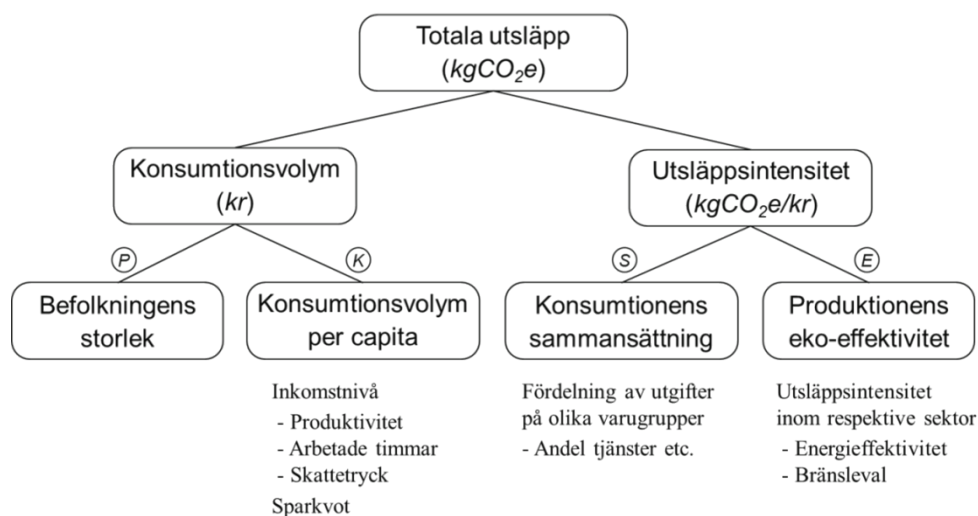 Totala utsläpp
(kgCO₂e)
Konsumtionsvolym
(kr)
Utsläppsintensitet
(kgCO₂e/kr)
P
K
S
E
Befolkningens
storlek
Konsumtionsvolym
per capita
Konsumtionens
sammansättning
Produktionens
eko-effektivitet
Inkomstnivå
- Produktivitet
- Arbetade timmar
- Skattetryck
Sparkvot
Fördelning av utgifter
på olika varugrupper
- Andel tjänster etc.
Utsläppsintensitet
inom respektive sektor
- Energieffektivitet
- Bränsleval